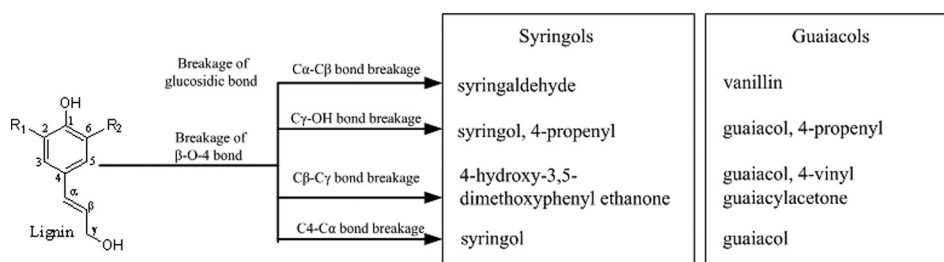 Syringols
Guaiacols
Breakage of
glucosidic bond
Cα-Cβ bond breakage
syringaldehyde
vanillin
OH
R1
1
R2
2
6
3
5
4
α
β
γ
OH
Lignin
Breakage of
β-O-4 bond
Cγ-OH bond breakage
syringol, 4-propenyl
guaiacol, 4-propenyl
Cβ-Cγ bond breakage
4-hydroxy-3,5-
dimethoxyphenyl ethanone
guaiacol, 4-vinyl
guaiacylacetone
C4-Cα bond breakage
syringol
guaiacol